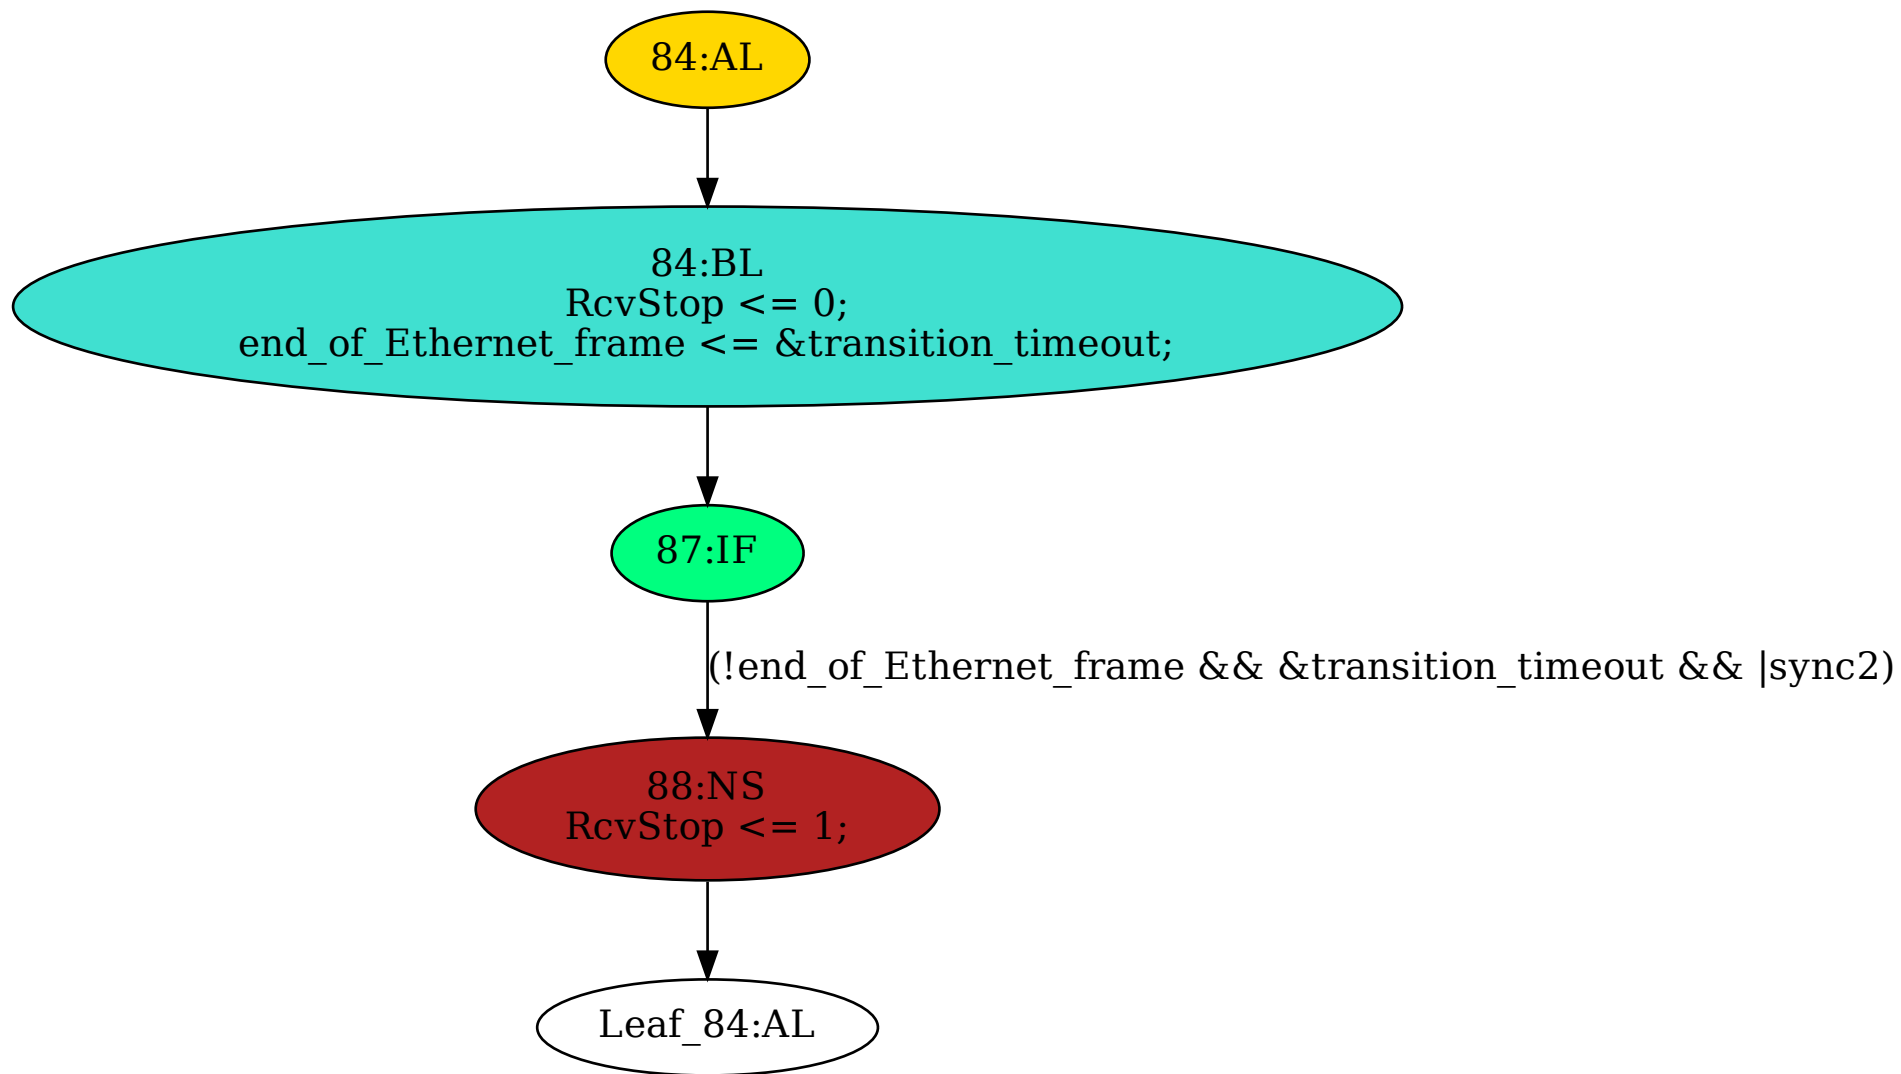 84:AL
84:BL
RcvStop <= 0;
end_of_Ethernet_frame <= &transition_timeout;
87:IF
(!end_of_Ethernet_frame && &transition_timeout && |sync2)
88:NS
RcvStop <= 1;
Leaf_84:AL